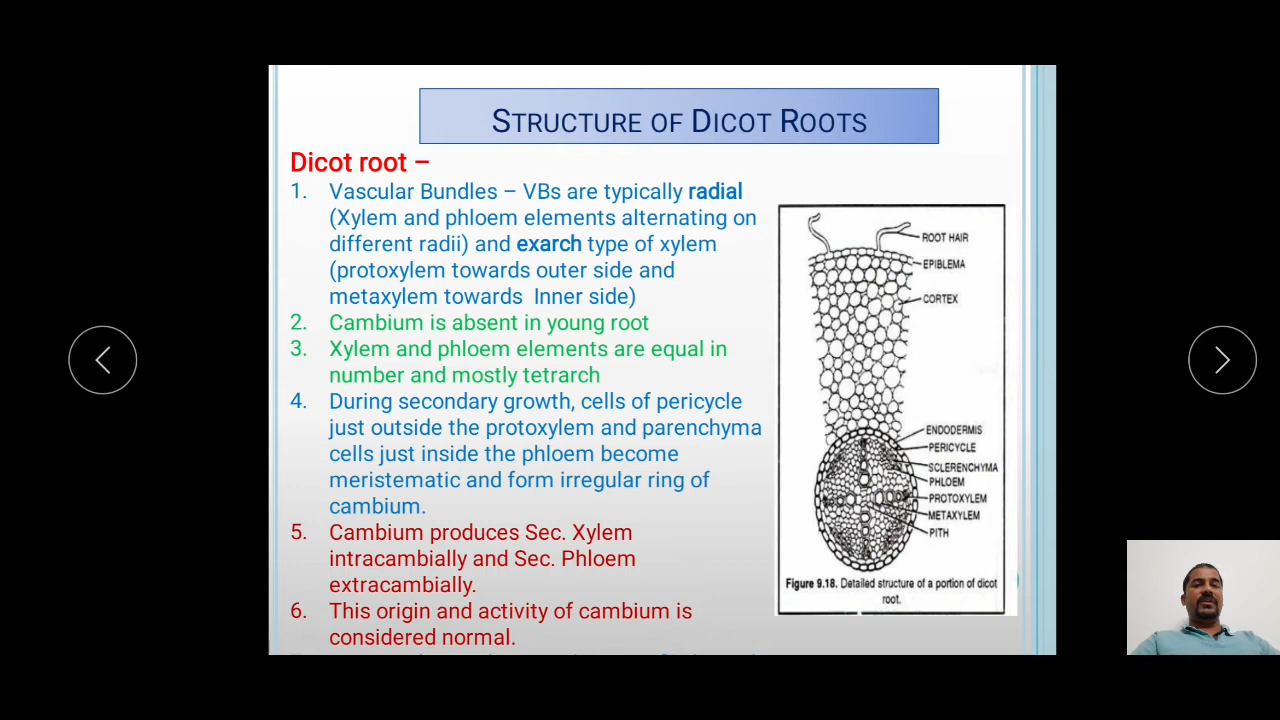 STRUCTURE OF DICOT ROOTS
Dicot root –
1. Vascular Bundles – VBs are typically radial
(Xylem and phloem elements alternating on
different radii) and exarch type of xylem
(protoxylem towards outer side and
metaxylem towards Inner side)
2. Cambium is absent in young root
3. Xylem and phloem elements are equal in
number and mostly tetrarch
4. During secondary growth, cells of pericycle
just outside the protoxylem and parenchyma
cells just inside the phloem become
meristematic and form irregular ring of
cambium.
5. Cambium produces Sec. Xylem
intracambially and Sec. Phloem
extracambially.
6. This origin and activity of cambium is
considered normal.
ROOT HAIR
EPIBLEMA
CORTEX
ENDODERMIS
PERICYCLE
SCLERENCHYMA
PHLOEM
PROTOXYLEM
METAXYLEM
PITH
Figure 9.18. Detailed structure of a portion of dicot
root.